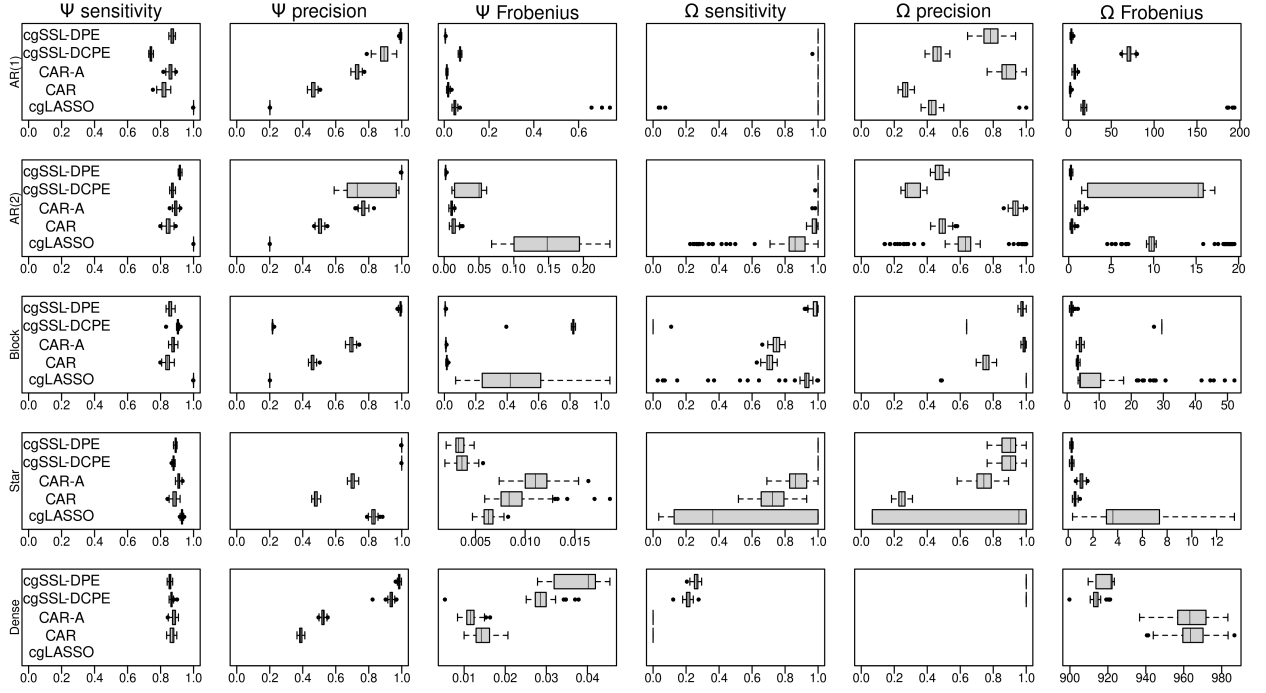 Ψ sensitivity Ψ precision Ψ Frobenius Ω sensitivity Ω precision Ω Frobenius
AR(1)
cgSSL-DPE
cgSSL-DCPE
CAR-A
CAR
cgLASSO
0.0 0.2 0.4 0.6 0.8 1.0 0.0 0.2 0.4 0.6 0.8 1.0 0.0 0.2 0.4 0.6 0.0 0.2 0.4 0.6 0.8 1.0 0.0 0.2 0.4 0.6 0.8 1.0 0 50 100 150 200
AR(2)
cgSSL-DPE
cgSSL-DCPE
CAR-A
CAR
cgLASSO
0.0 0.2 0.4 0.6 0.8 1.0 0.0 0.2 0.4 0.6 0.8 1.0 0.00 0.05 0.10 0.15 0.20 0.0 0.2 0.4 0.6 0.8 1.0 0.0 0.2 0.4 0.6 0.8 1.0 0 5 10 15 20
Block
cgSSL-DPE
cgSSL-DCPE
CAR-A
CAR
cgLASSO
0.0 0.2 0.4 0.6 0.8 1.0 0.0 0.2 0.4 0.6 0.8 1.0 0.0 0.2 0.4 0.6 0.8 1.0 0.0 0.2 0.4 0.6 0.8 1.0 0.0 0.2 0.4 0.6 0.8 1.0 0 10 20 30 40 50
Star
cgSSL-DPE
cgSSL-DCPE
CAR-A
CAR
cgLASSO
0.0 0.2 0.4 0.6 0.8 1.0 0.0 0.2 0.4 0.6 0.8 1.0 0.005 0.010 0.015 0.0 0.2 0.4 0.6 0.8 1.0 0.0 0.2 0.4 0.6 0.8 1.0 0 2 4 6 8 10 12
Dense
cgSSL-DPE
cgSSL-DCPE
CAR-A
CAR
cgLASSO
0.0 0.2 0.4 0.6 0.8 1.0 0.0 0.2 0.4 0.6 0.8 1.0 0.01 0.02 0.03 0.04 0.0 0.2 0.4 0.6 0.8 1.0 0.0 0.2 0.4 0.6 0.8 1.0 900 920 940 960 980